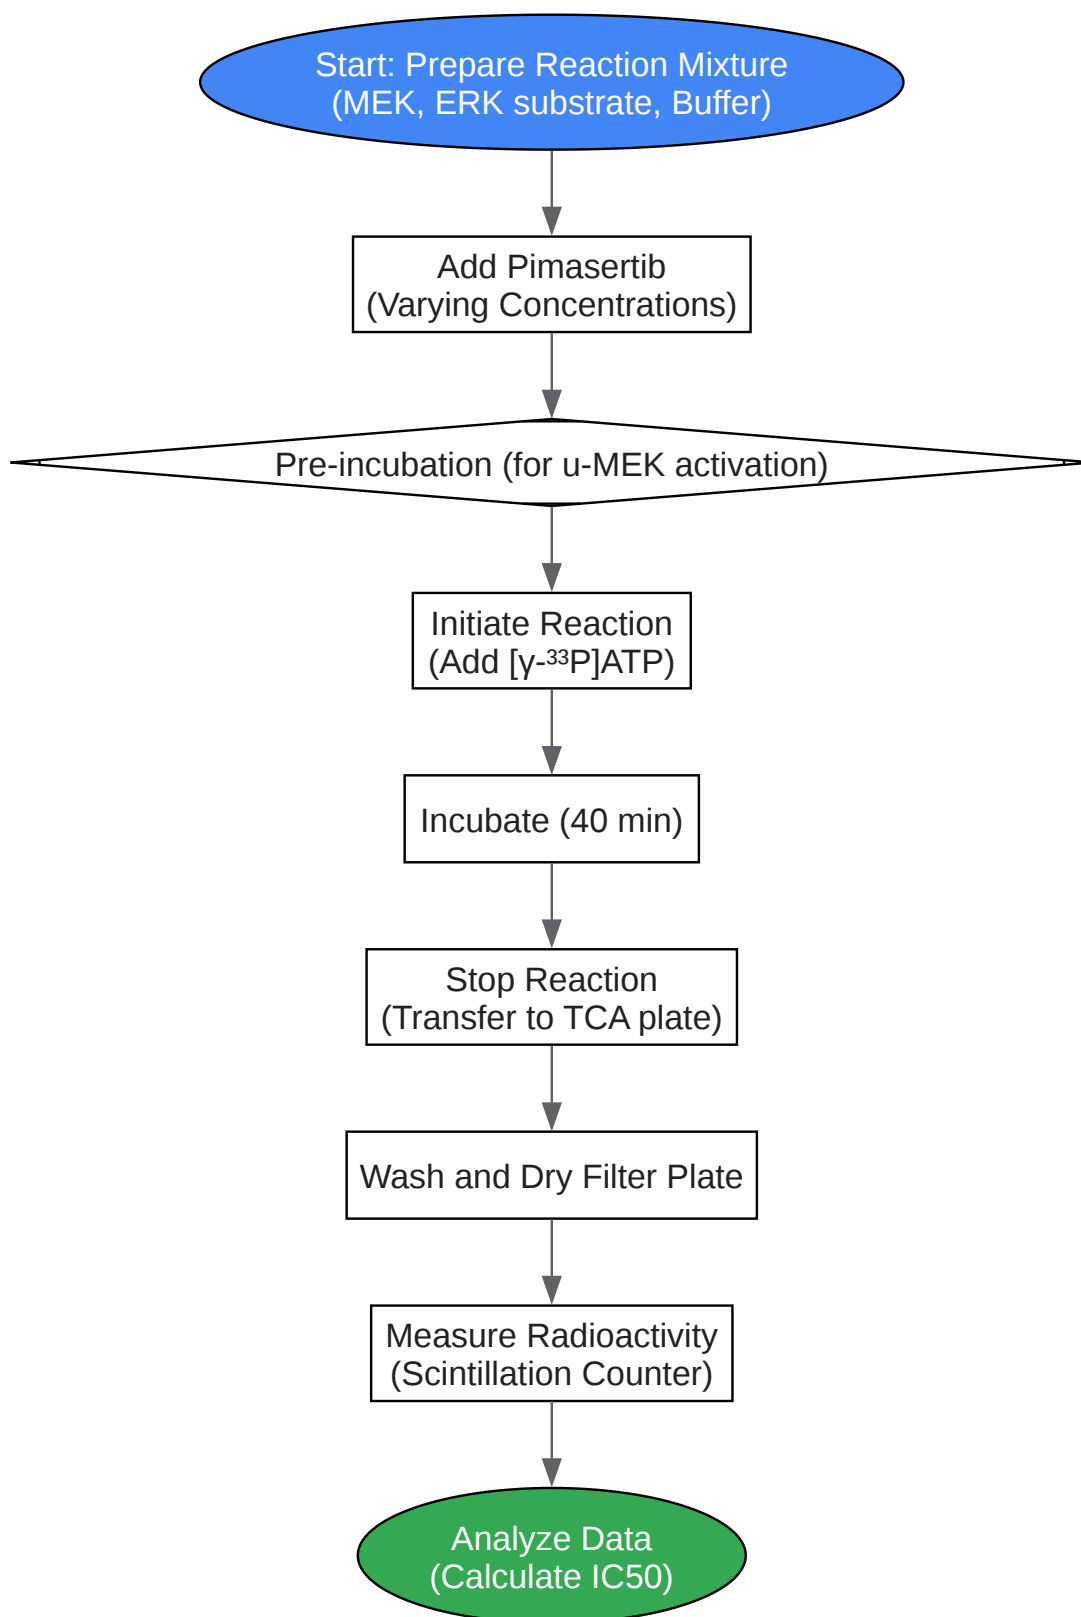 Start: Prepare Reaction Mixture
(MEK, ERK substrate, Buffer)
Add Pimasertib
(Varying Concentrations)
Pre-incubation (for u-MEK activation)
Initiate Reaction
(Add [γ-³³P]ATP)
Incubate (40 min)
Stop Reaction
(Transfer to TCA plate)
Wash and Dry Filter Plate
Measure Radioactivity
(Scintillation Counter)
Analyze Data
(Calculate IC50)